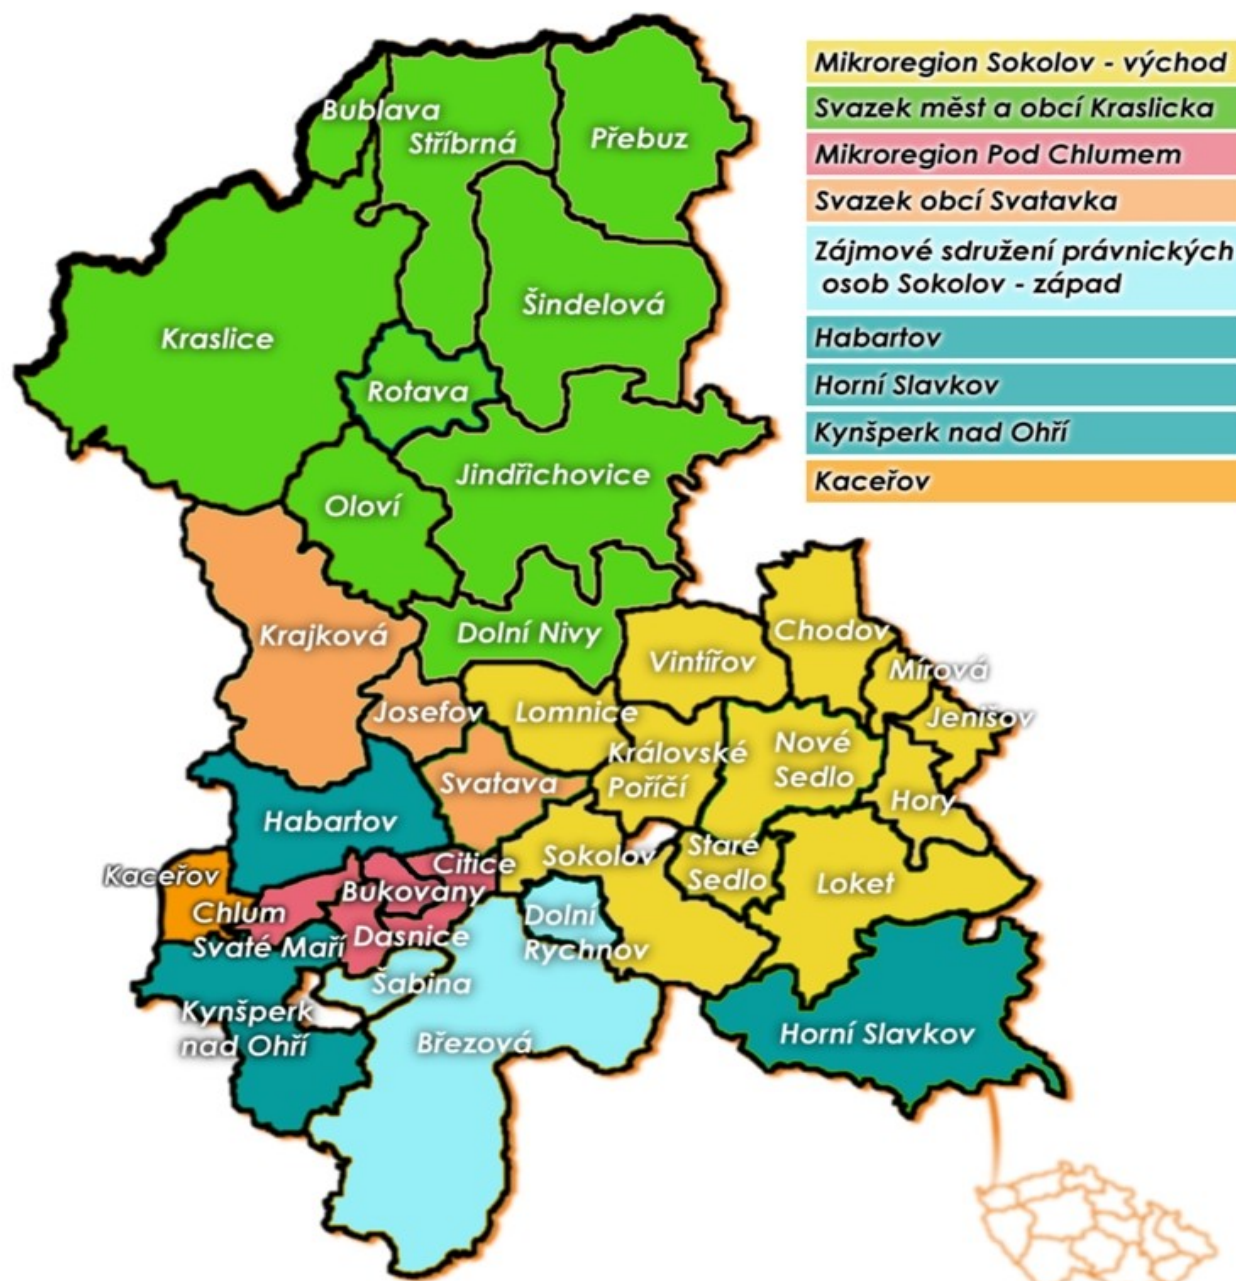 Mikroregion Sokolov - východ
Svazek měst a obcí Kraslicka
Mikroregion Pod Chlumem
Svazek obcí Svatavka
Zájmové sdružení právnických
osob Sokolov - západ
Habartov
Horní Slavkov
Kynšperk nad Ohří
Kaceřov
Bublava
Stříbrná
Přebuz
Šindelová
Kraslice
Rotava
Jindřichovice
Oloví
Krajková
Dolní Nivy
Chodov
Vintířov
Mírová
Jenišov
Josefov
Lomnice
Královské
Poříčí
Nové
Sedlo
Svatava
Hory
Habartov
Sokolov
Staré
Sedlo
Citice
Kaceřov
Bukovany
Loket
Chlum
Svaté Maří
Dasnice
Dolní
Rychnov
Šabina
Kynšperk
nad Ohří
Březová
Horní Slavkov